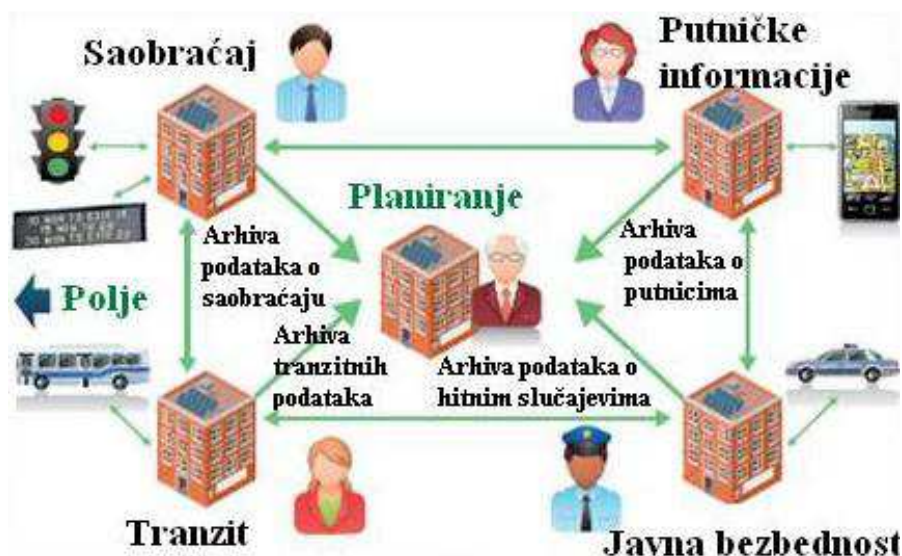 Saobraćaj
Putničke
informacije
Planiranje
Arhiva
podataka o
saobraćaju
Arhiva
podataka o
putnicima
Polje
Arhiva
tranzitnih
podataka
Arhiva podataka o
hitnim slučajevima
Tranzit
Javna bezbednost